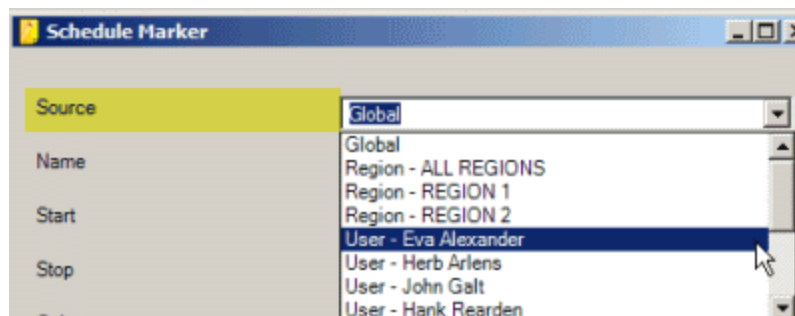 Schedule Marker
Source
Global
Global
Name
Region - ALL REGIONS
Region - REGION 1
Start
Region - REGION 2
User - Eva Alexander
Stop
User - Herb Arlens
User - John Galt
User - Hank Rearden